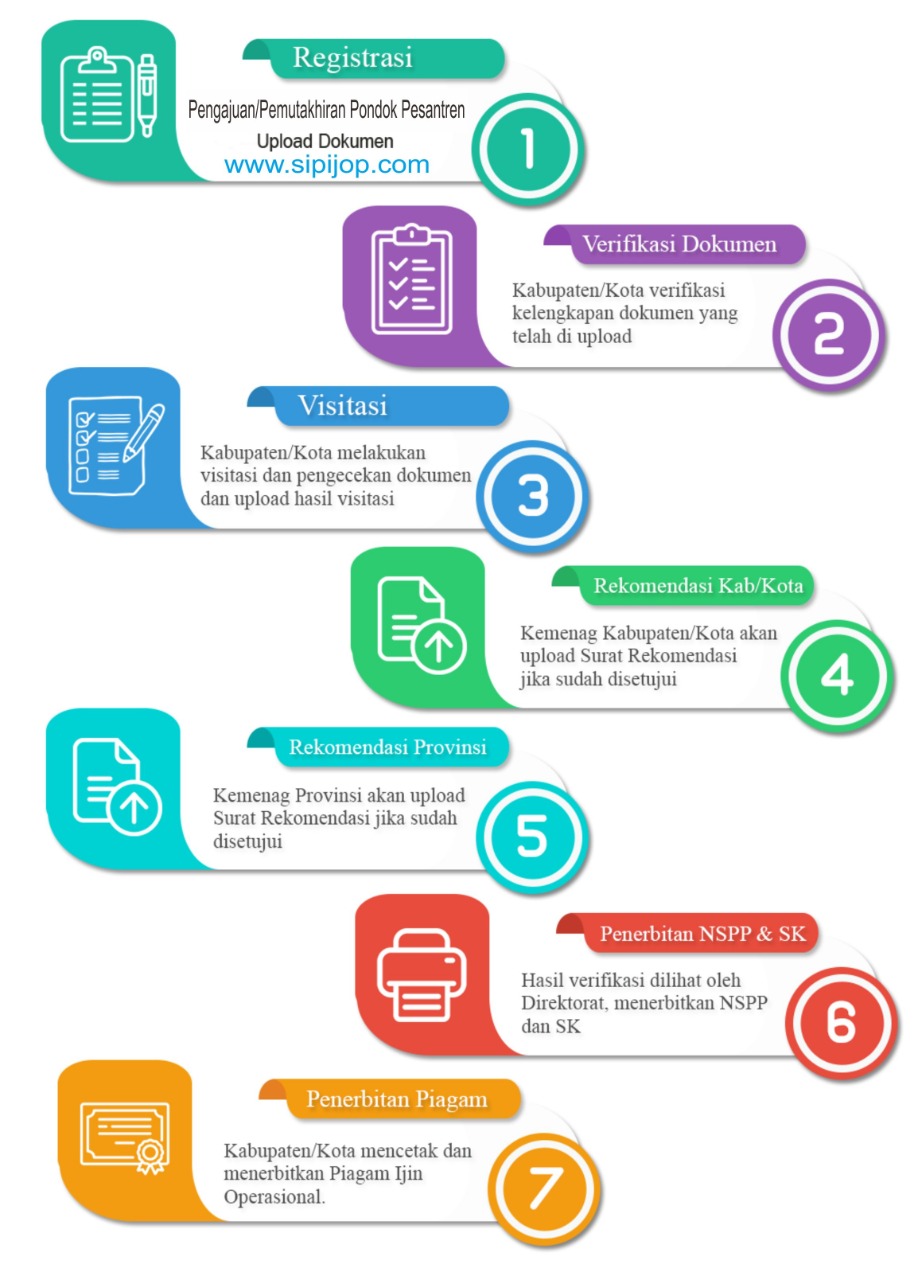 Registrasi
Pengajuan/Pemutakhiran Pondok Pesantren
Upload Dokumen
www.sipijop.com
1
Verifikasi Dokumen
Kabupaten/Kota verifikasi
kelengkapan dokumen yang
telah di upload
2
Visitasi
Kabupaten/Kota melakukan
visitasi dan pengecekan dokumen
dan upload hasil visitasi
3
Rekomendasi Kab/Kota
Kemenag Kabupaten/Kota akan
upload Surat Rekomendasi
jika sudah disetujui
4
Rekomendasi Provinsi
Kemenag Provinsi akan upload
Surat Rekomendasi jika sudah
disetujui
5
Penerbitan NSPP & SK
Hasil verifikasi dilihat oleh
Direktorat, menerbitkan NSPP
dan SK
6
Penerbitan Piagam
Kabupaten/Kota mencetak dan
menerbitkan Piagam Ijin
Operasional.
7